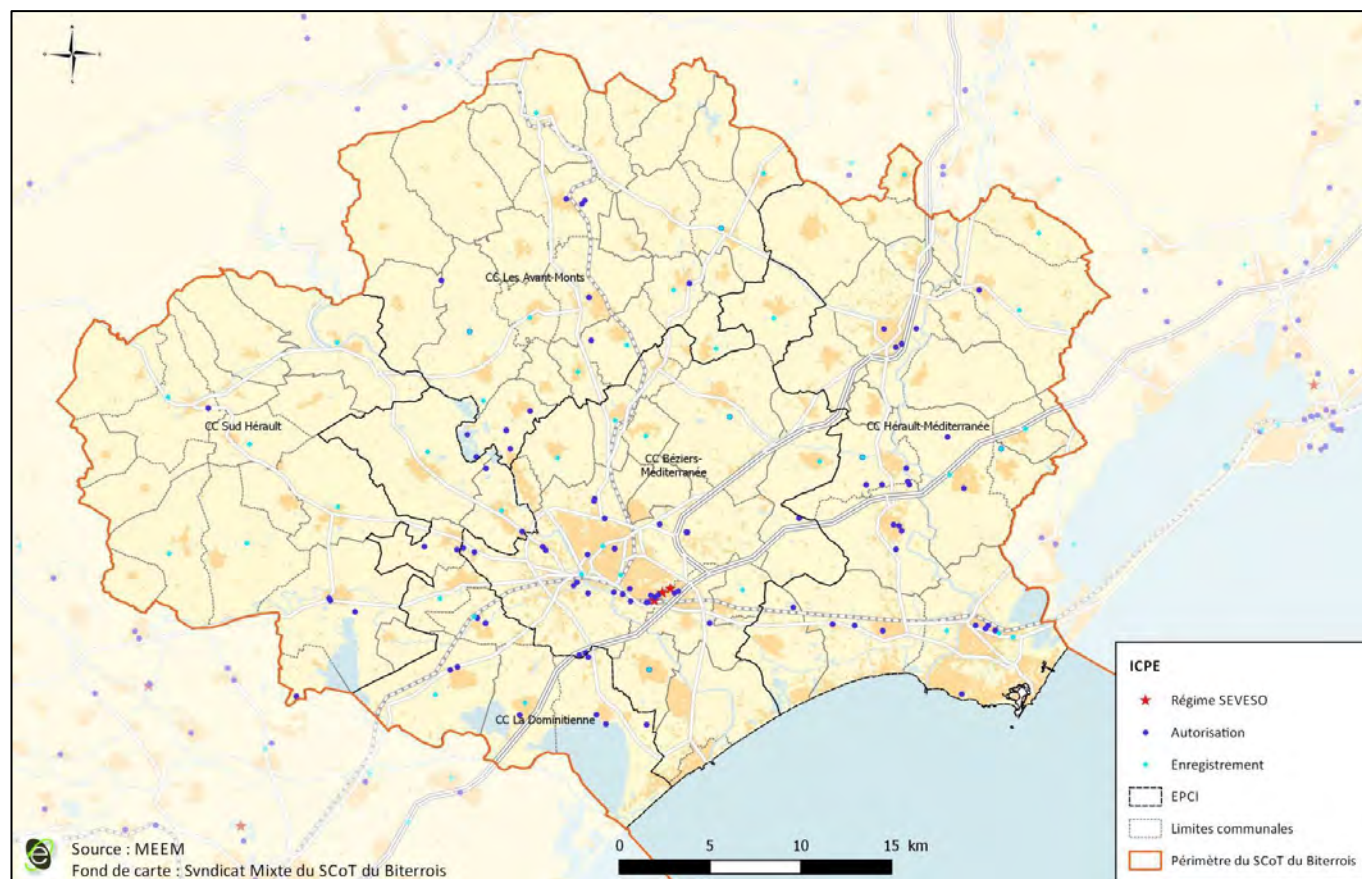 CC Les Avant-Monts
CC Sud Hérault
CC Hérault-Méditerranée
CC Béziers-
Méditerranée
CC La Dominitienne
ICPE
Régime SEVESO
Autorisation
Enregistrement
EPCI
Limites communales
Périmètre du SCoT du Biterrois
Source : MEEM
Fond de carte : Syndicat Mixte du SCoT du Biterrois
0 5 10 15 km